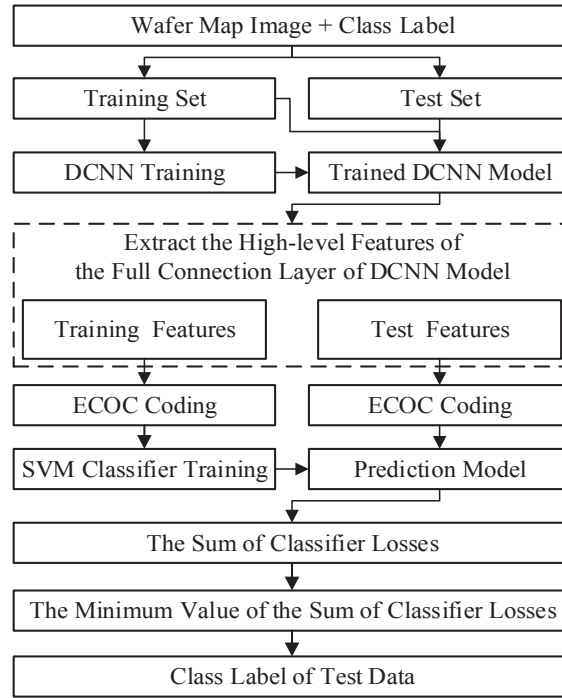 Wafer Map Image + Class Label
Training Set
Test Set
DCNN Training
Trained DCNN Model
Extract the High-level Features of
the Full Connection Layer of DCNN Model
Training Features
Test Features
ECOC Coding
ECOC Coding
SVM Classifier Training
Prediction Model
The Sum of Classifier Losses
The Minimum Value of the Sum of Classifier Losses
Class Label of Test Data